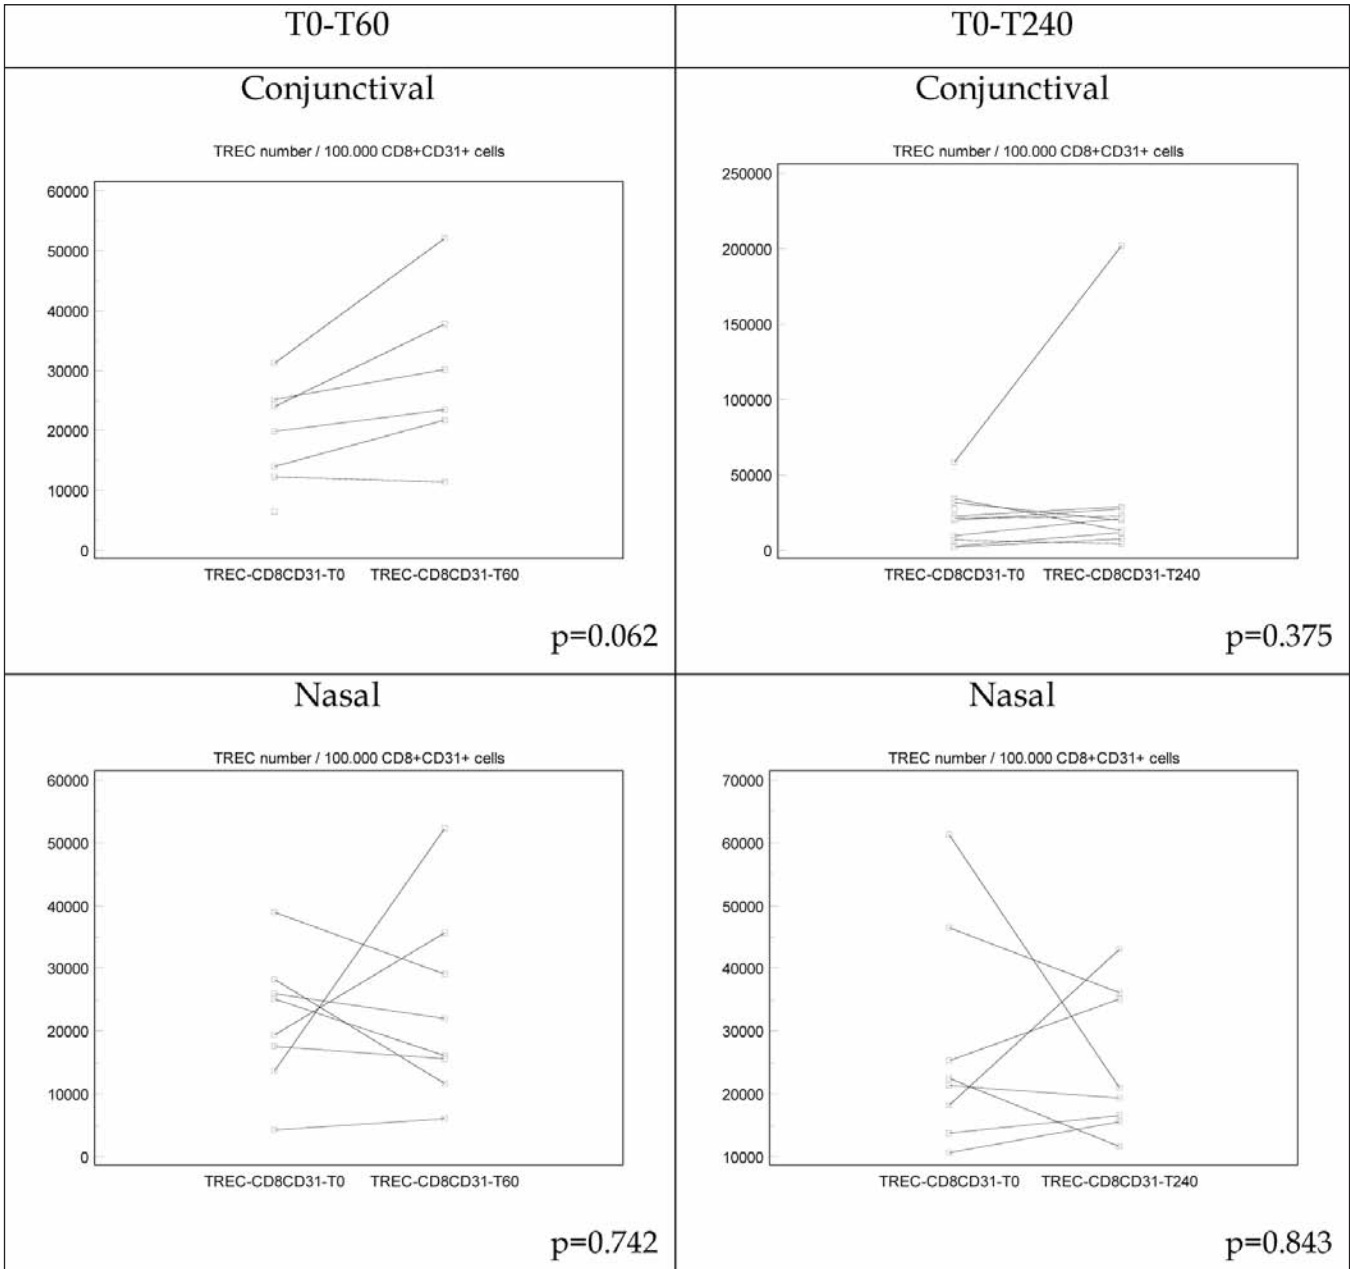 T0-T60
T0-T240
Conjunctival
TREC number / 100.000 CD8+CD31+ cells
60000
50000
40000
30000
20000
10000
0
TREC-CD8CD31-T0 TREC-CD8CD31-T60
p=0.062
Conjunctival
TREC number / 100.000 CD8+CD31+ cells
250000
200000
150000
100000
50000
0
TREC-CD8CD31-T0 TREC-CD8CD31-T240
p=0.375
Nasal
TREC number / 100.000 CD8+CD31+ cells
60000
50000
40000
30000
20000
10000
0
TREC-CD8CD31-T0 TREC-CD8CD31-T60
p=0.742
Nasal
TREC number / 100.000 CD8+CD31+ cells
70000
60000
50000
40000
30000
20000
10000
TREC-CD8CD31-T0 TREC-CD8CD31-T240
p=0.843